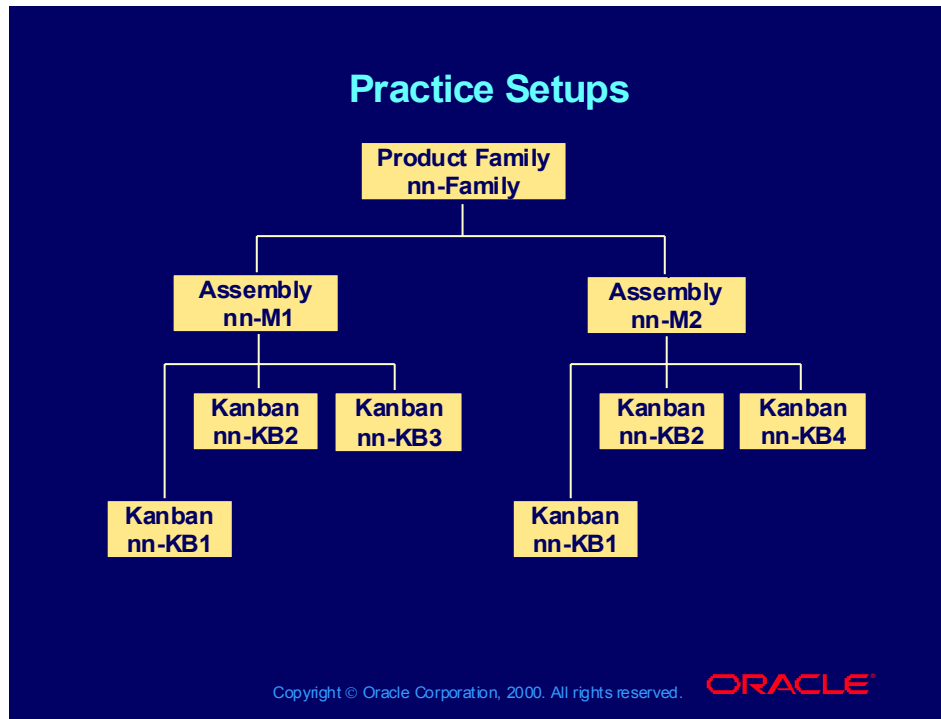 Practice Setups
Product Family
nn-Family
Assembly
nn-M1
Assembly
nn-M2
Kanban
nn-KB2
Kanban
nn-KB3
Kanban
nn-KB2
Kanban
nn-KB4
Kanban
nn-KB1
Kanban
nn-KB1
Copyright © Oracle Corporation, 2000. All rights reserved.
ORACLE®